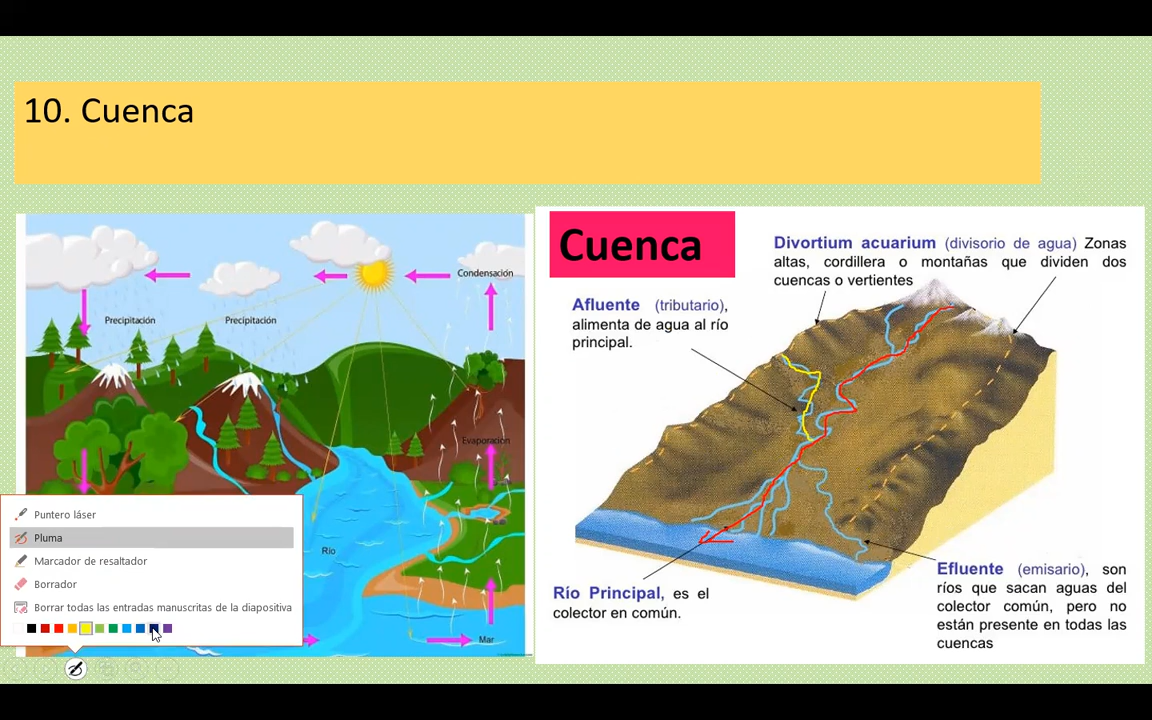 10. Cuenca
Condensación
Precipitación
Precipitación
Evaporación
Río
Mar
Cuenca
Divortium acuarium (divisorio de agua) Zonas
altas, cordillera o montañas que dividen dos
cuencas o vertientes
Afluente (tributario),
alimenta de agua al río
principal.
Río Principal, es el
colector en común.
Efluente (emisario), son
ríos que sacan aguas del
colector común, pero no
están presente en todas las
cuencas
Puntero láser
Pluma
Marcador de resaltador
Borrador
Borrar todas las entradas manuscritas de la diapositiva